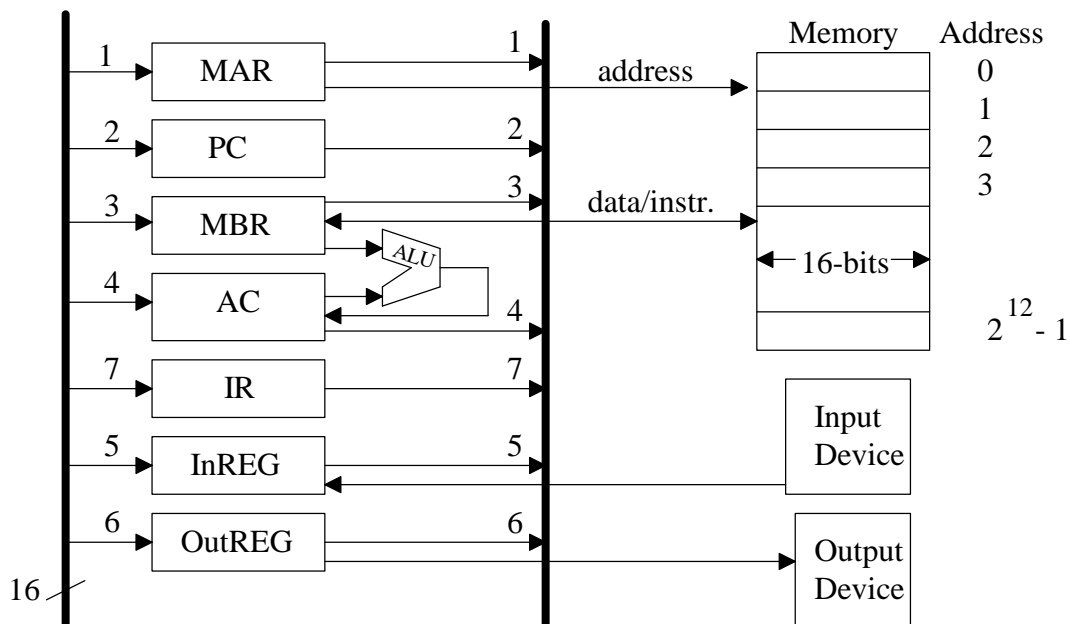 Memory Address
1 MAR 1 address 0
1
2 PC 2 2
3 MBR 3 data/instr. 3
ALU
16-bits
4 AC 4
2^12 - 1
7 IR 7
Input
Device
5 InREG 5
6 OutREG 6
Output
Device
16